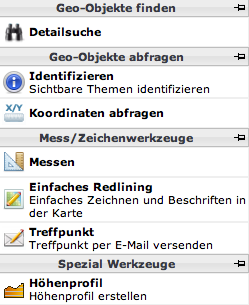 Geo-Objekte finden
Detailsuche
Geo-Objekte abfragen
Identifizieren
Sichtbare Themen identifizieren
X/Y
Koordinaten abfragen
Mess/Zeichenwerkzeuge
Messen
Einfaches Redlining
Einfaches Zeichnen und Beschriften in
der Karte
Treffpunkt
Treffpunkt per E-Mail versenden
Spezial Werkzeuge
Höhenprofil
Höhenprofil erstellen